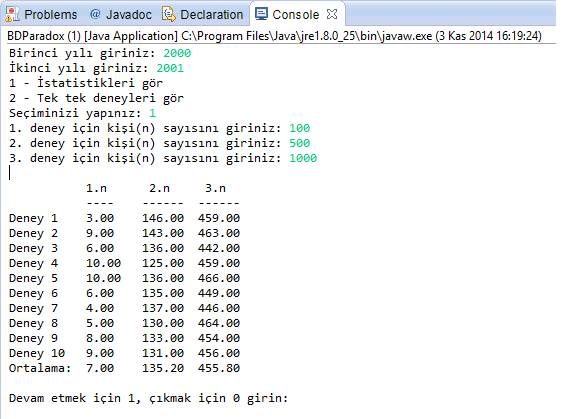 Problems @ Javadoc Declaration Console
BDParadox (1) [Java Application] C:\Program Files\Java\jre1.8.0_25\bin\javaw.exe (3 Kas 2014 16:19:24)
Birinci yılı giriniz: 2000
İkinci yılı giriniz: 2001
1 - İstatistikleri gör
2 - Tek tek deneyleri gör
Seçiminizi yapınız: 1
1. deney için kişi(n) sayısını giriniz: 100
2. deney için kişi(n) sayısını giriniz: 500
3. deney için kişi(n) sayısını giriniz: 1000
1.n 2.n 3.n
---- ------ ------
Deney 1 3.00 146.00 459.00
Deney 2 9.00 143.00 463.00
Deney 3 6.00 136.00 442.00
Deney 4 10.00 125.00 459.00
Deney 5 10.00 136.00 466.00
Deney 6 6.00 135.00 449.00
Deney 7 4.00 137.00 446.00
Deney 8 5.00 130.00 464.00
Deney 9 8.00 133.00 454.00
Deney 10 9.00 131.00 456.00
Ortalama: 7.00 135.20 455.80
Devam etmek için 1, çıkmak için 0 girin: